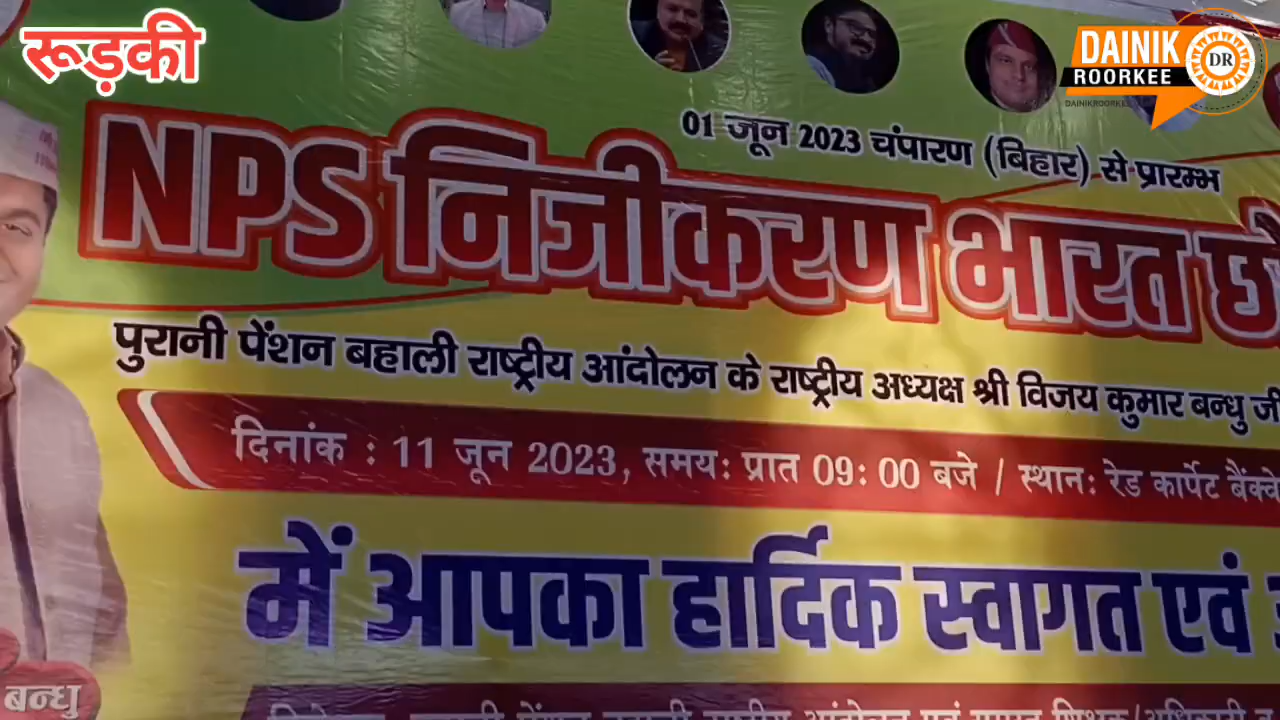 रूड़की
DAINIK
ROORKEE
DR
01 जून 2023 चंपारण (बिहार) से प्रारम्भ
NPS निजीकरण भारत
पुरानी पेंशन बहाली राष्ट्रीय आंदोलन के राष्ट्रीय अध्यक्ष श्री विजय कुमार बन्धु जी
दिनांक : 11 जून 2023, समय: प्रात 09: 00 बजे / स्थान: रेड कार्पेट
में आपका हार्दिक स्वागत एवं
बन्धु